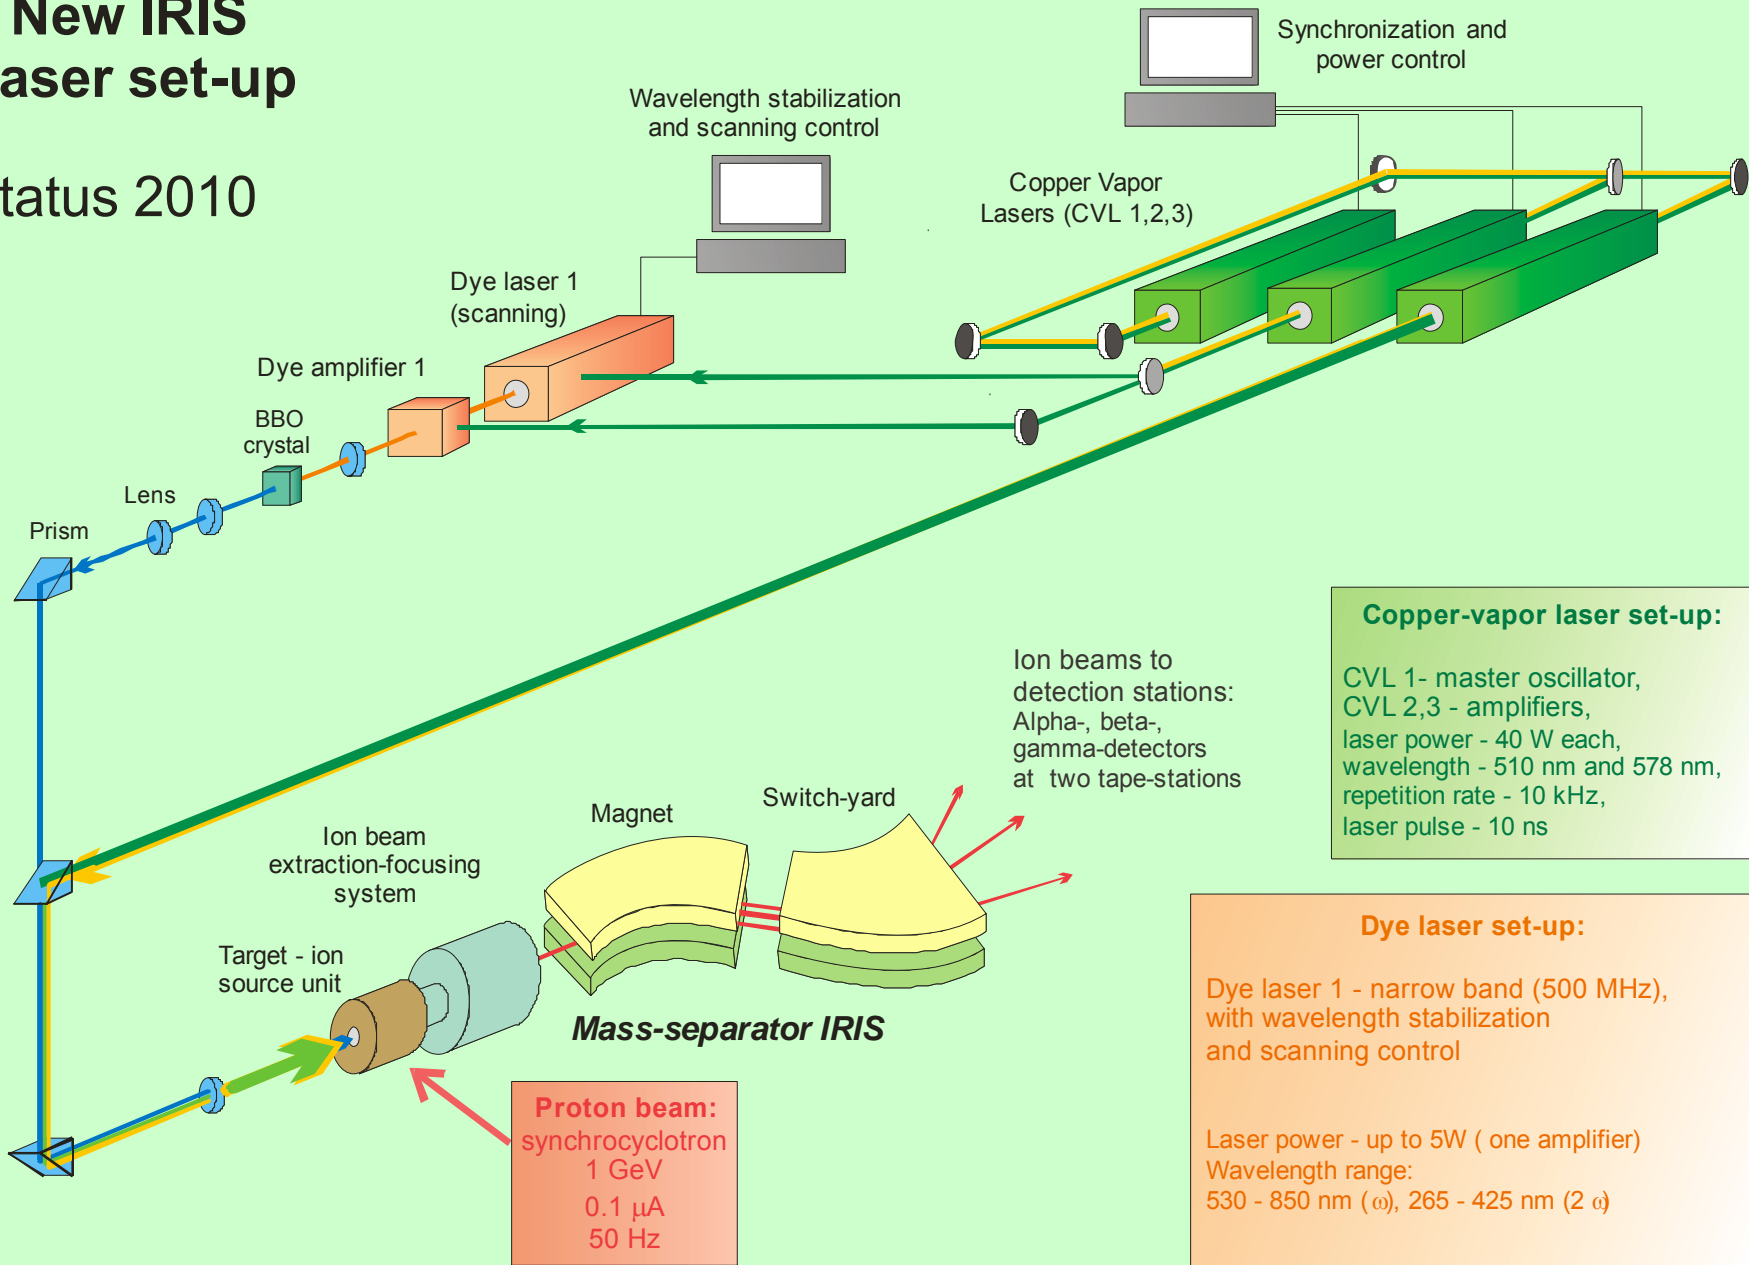 New IRIS
aser set-up
tatus 2010
Synchronization and
power control
Wavelength stabilization
and scanning control
Copper Vapor
Lasers (CVL 1,2,3)
Dye laser 1
(scanning)
Dye amplifier 1
BBO
crystal
Lens
Prism
Ion beams to
detection stations:
Alpha-, beta-,
gamma-detectors
at two tape-stations
Switch-yard
Magnet
Ion beam
extraction-focusing
system
Target - ion
source unit
Mass-separator IRIS
Proton beam:
synchrocyclotron
1 GeV
0.1 μA
50 Hz
Copper-vapor laser set-up:
CVL 1- master oscillator,
CVL 2,3 - amplifiers,
laser power - 40 W each,
wavelength - 510 nm and 578 nm,
repetition rate - 10 kHz,
laser pulse - 10 ns
Dye laser set-up:
Dye laser 1 - narrow band (500 MHz),
with wavelength stabilization
and scanning control
Laser power - up to 5W ( one amplifier)
Wavelength range:
530 - 850 nm (ω), 265 - 425 nm (2 ω)